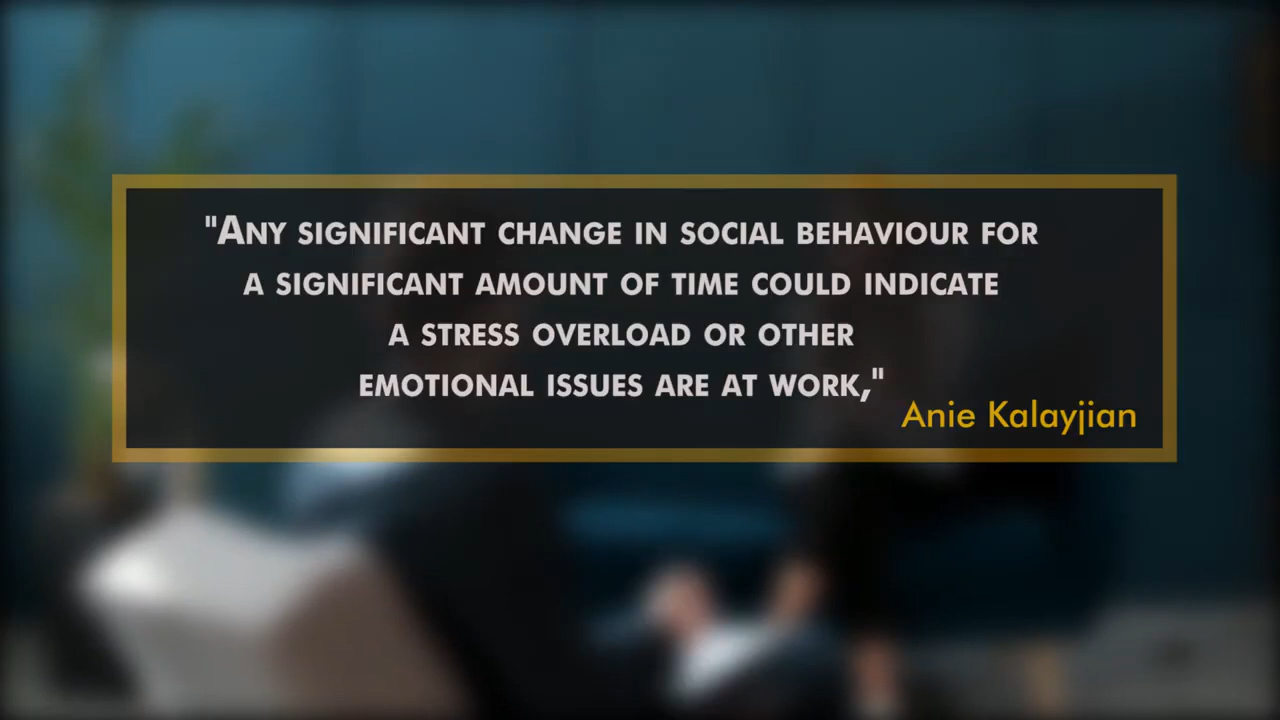 "Any significant change in social behaviour for
a significant amount of time could indicate
a stress overload or other
emotional issues are at work,"
Anie Kalayjian